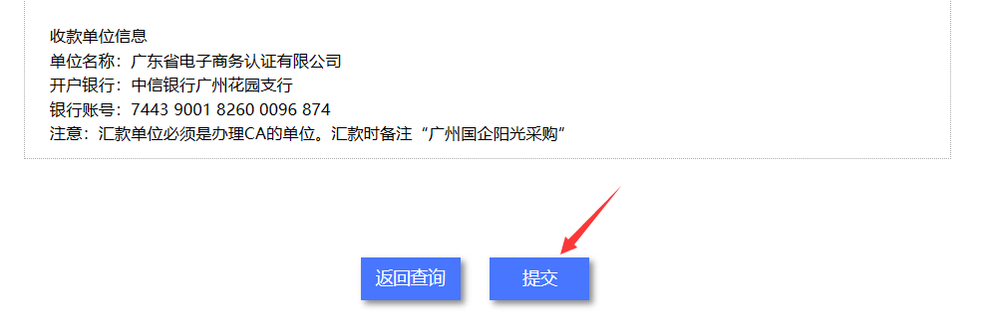 收款单位信息
单位名称：广东省电子商务认证有限公司
开户银行：中信银行广州花园支行
银行账号：7443 9001 8260 0096 874
注意：汇款单位必须是办理CA的单位。汇款时备注“广州国企阳光采购”
返回查询
提交